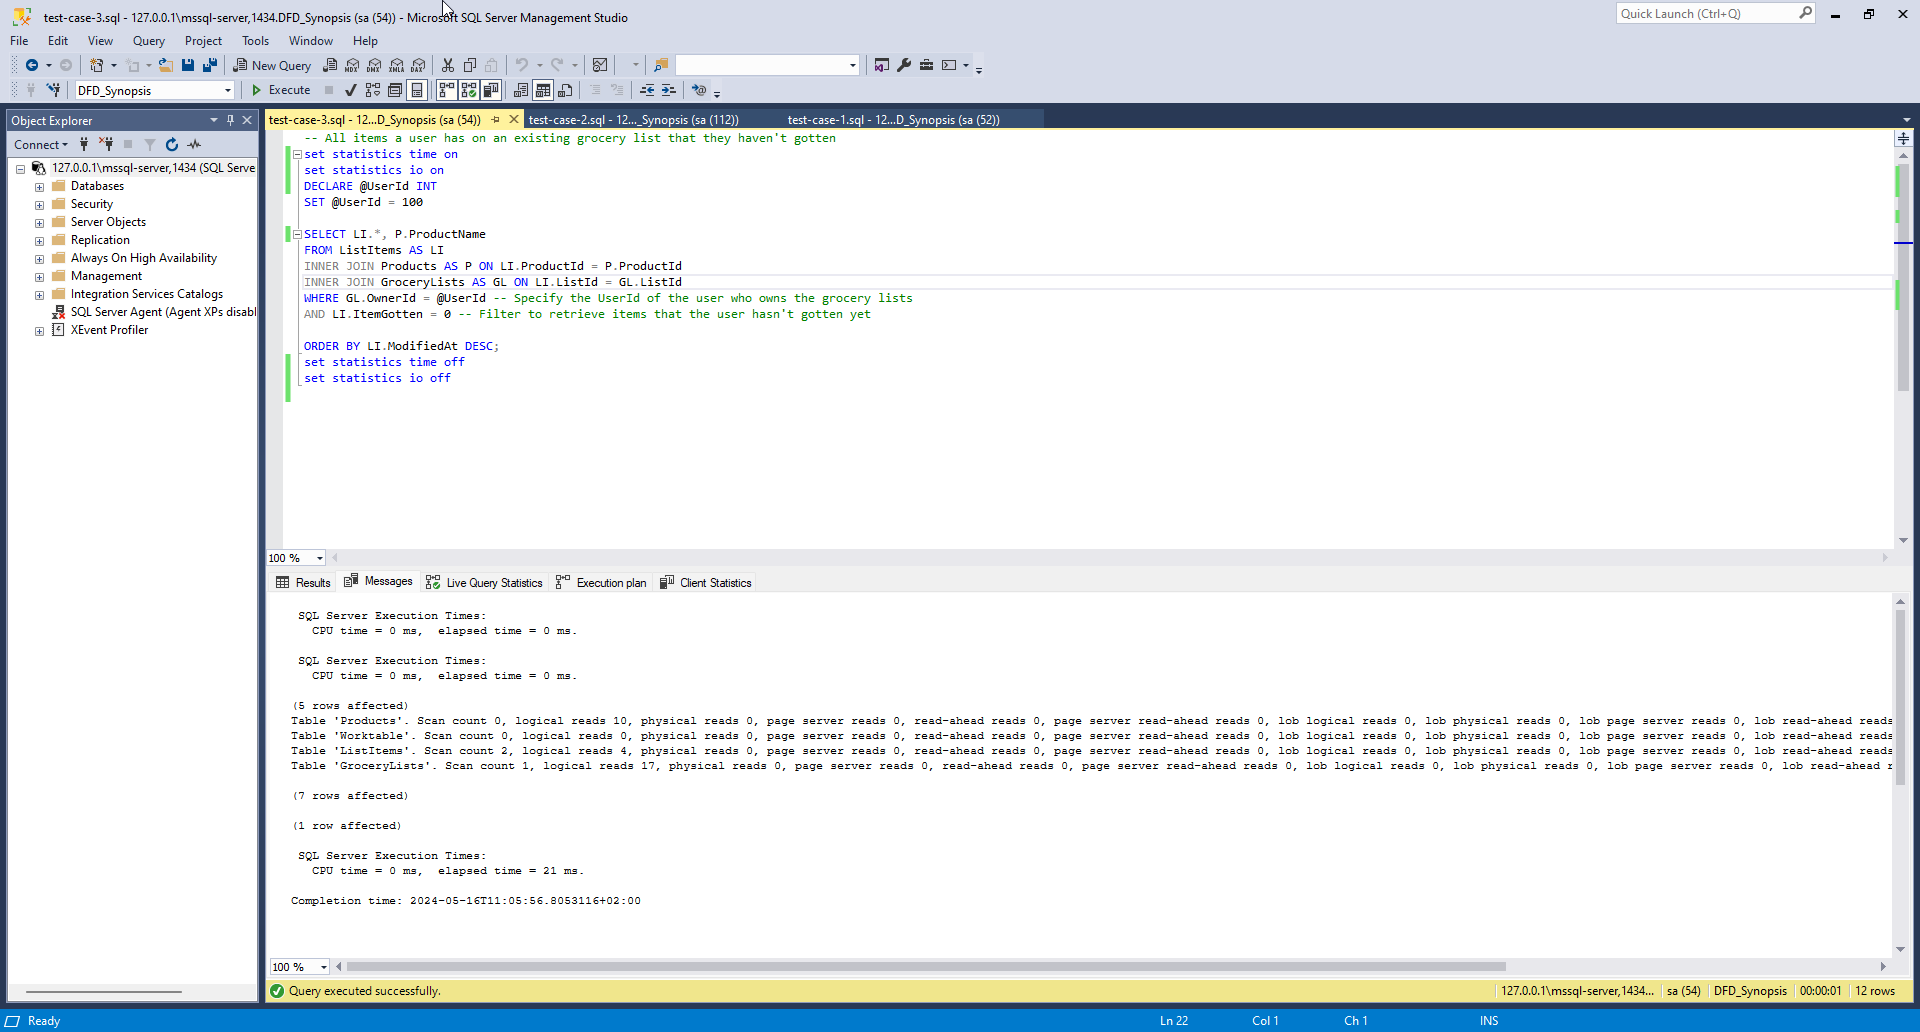 test-case-3.sql - 127.0.0.1\mssql-server,1434.DFD_Synopsis (sa (54)) - Microsoft SQL Server Management Studio
Quick Launch (Ctrl+Q)
File Edit View Query Project Tools Window Help
New Query
MDX DMX XMLA DAX
DFD_Synopsis
Execute
Object Explorer
Connect
127.0.0.1\mssql-server,1434 (SQL Serve
Databases
Security
Server Objects
Replication
Always On High Availability
Management
Integration Services Catalogs
SQL Server Agent (Agent XPs disabl
XEvent Profiler
test-case-3.sql - 12...D_Synopsis (sa (54)) test-case-2.sql - 12..._Synopsis (sa (112)) test-case-1.sql - 12...D_Synopsis (sa (52))
-- All items a user has on an existing grocery list that they haven't gotten
set statistics time on
set statistics io on
DECLARE @UserId INT
SET @UserId = 100
SELECT LI.*, P.ProductName
FROM ListItems AS LI
INNER JOIN Products AS P ON LI.ProductId = P.ProductId
INNER JOIN GroceryLists AS GL ON LI.ListId = GL.ListId
WHERE GL.OwnerId = @UserId -- Specify the UserId of the user who owns the grocery lists
AND LI.ItemGotten = 0 -- Filter to retrieve items that the user hasn't gotten yet
ORDER BY LI.ModifiedAt DESC;
set statistics time off
set statistics io off
100 %
Results Messages Live Query Statistics Execution plan Client Statistics
SQL Server Execution Times:
CPU time = 0 ms, elapsed time = 0 ms.
SQL Server Execution Times:
CPU time = 0 ms, elapsed time = 0 ms.
(5 rows affected)
Table 'Products'. Scan count 0, logical reads 10, physical reads 0, page server reads 0, read-ahead reads 0, page server read-ahead reads 0, lob logical reads 0, lob physical reads 0, lob page server reads 0, lob read-ahead reads
Table 'Worktable'. Scan count 0, logical reads 0, physical reads 0, page server reads 0, read-ahead reads 0, page server read-ahead reads 0, lob logical reads 0, lob physical reads 0, lob page server reads 0, lob read-ahead reads
Table 'ListItems'. Scan count 2, logical reads 4, physical reads 0, page server reads 0, read-ahead reads 0, page server read-ahead reads 0, lob logical reads 0, lob physical reads 0, lob page server reads 0, lob read-ahead reads
Table 'GroceryLists'. Scan count 1, logical reads 17, physical reads 0, page server reads 0, read-ahead reads 0, page server read-ahead reads 0, lob logical reads 0, lob physical reads 0, lob page server reads 0, lob read-ahead r
(7 rows affected)
(1 row affected)
SQL Server Execution Times:
CPU time = 0 ms, elapsed time = 21 ms.
Completion time: 2024-05-16T11:05:56.8053116+02:00
100 %
Query executed successfully. 127.0.0.1\mssql-server,1434... sa (54) DFD_Synopsis 00:00:01 12 rows
Ready Ln 22 Col 1 Ch 1 INS